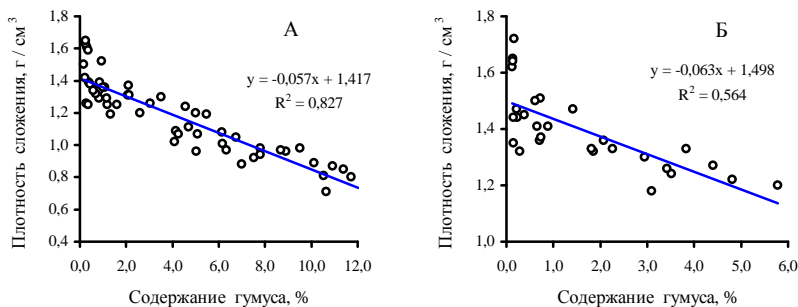 А
Плотность сложения, г / см 3
1,8
1,6
1,4
1,2
1,0
0,8
0,6
0,4
y = -0,057x + 1,417
R2 = 0,827
0,0 2,0 4,0 6,0 8,0 10,0 12,0
Содержание гумуса, %
Б
Плотность сложения, г / см 3
1,8
1,6
1,4
1,2
1,0
y = -0,063x + 1,498
R2 = 0,564
0,0 1,0 2,0 3,0 4,0 5,0 6,0
Содержание гумуса, %